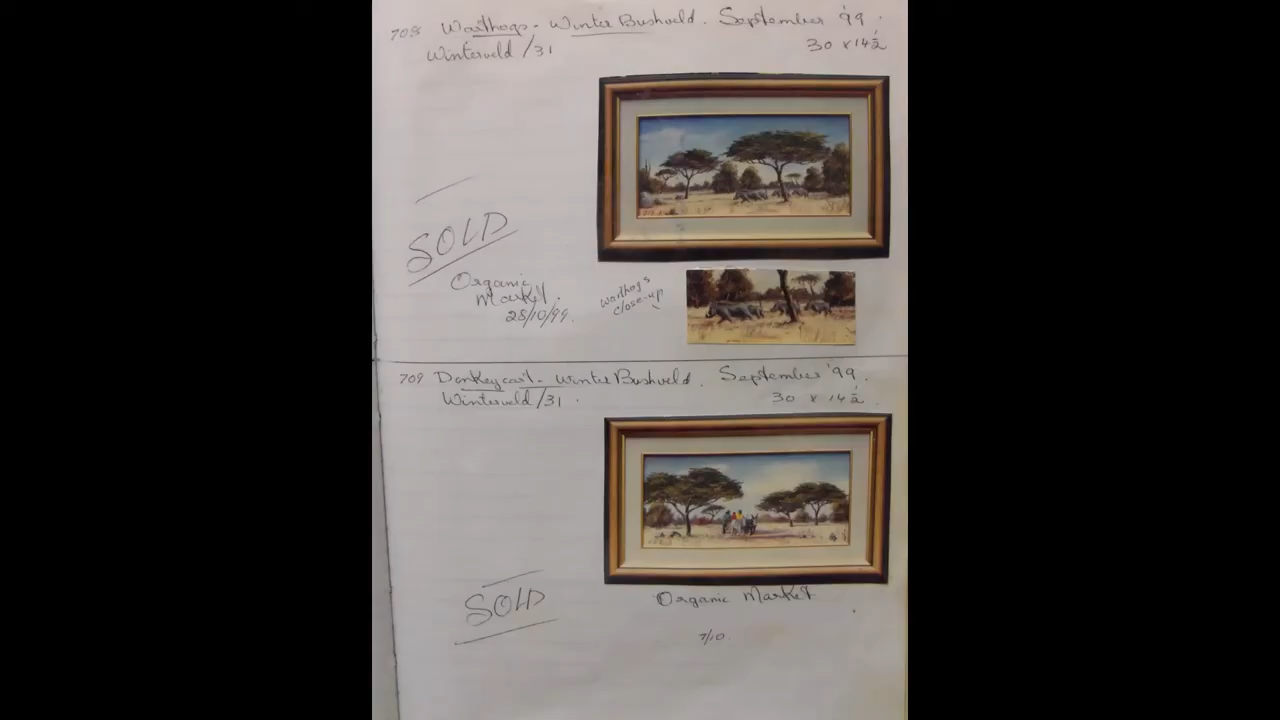 708 Warthogs - Winter Bushveld. September '99.
Winterveld /31
30 x 14½
SOLD
Organic
Market.
28/10/99.
Warthogs
close-up
709 Donkeycart - Winter Bushveld. September '99.
Winterveld /31.
30 x 14½.
SOLD
Organic Market
7/10.